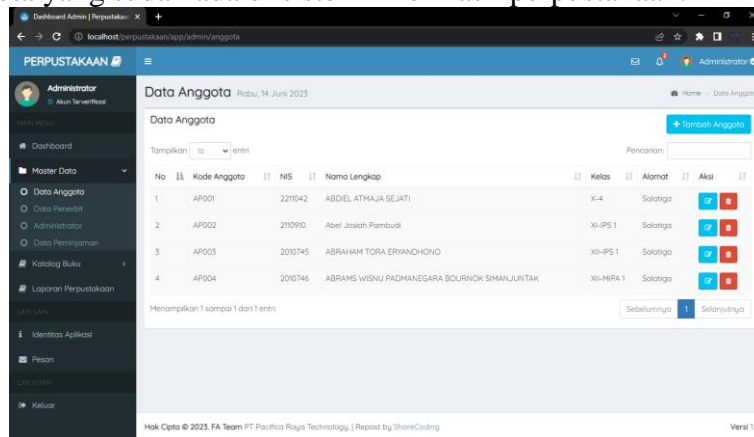 Dashboard Admin | Perpustakaan
localhost/perpustakaan/app/admin/anggota
PERPUSTAKAAN
Administrator
Administrator
Akun Terverifikasi
Data Anggota Rabu, 14 Juni 2023
Home > Data Anggota
MAIN MENU
Dashboard
Master Data
Data Anggota
Data Penerbit
Administrator
Data Peminjaman
Katalog Buku
Laporan Perpustakaan
LAIN LAIN
Identitas Aplikasi
Pesan
LANJUTAN
Keluar
Data Anggota
+ Tambah Anggota
Tampilkan 10 entri
Pencarian:
No Kode Anggota NIS Nama Lengkap Kelas Alamat Aksi
1 AP001 2211042 ABDIEL ATMAJA SEJATI X-4 Salatiga
2 AP002 2110910 Abel Josiah Pambudi XI-IPS 1 Salatiga
3 AP003 2010745 ABRAHAM TORA ERYANDHONO XII-IPS 1 Salatiga
4 AP004 2010746 ABRAMS WISNU PADMANEGARA BOURNOK SIMANJUNTAK XII-MIPA 1 Salatiga
Menampilkan 1 sampai 1 dari 1 entri
Sebelumnya 1 Selanjutnya
Hak Cipta © 2023. FA Team PT Pacifica Raya Technology. | Repost by ShareCoding
Versi